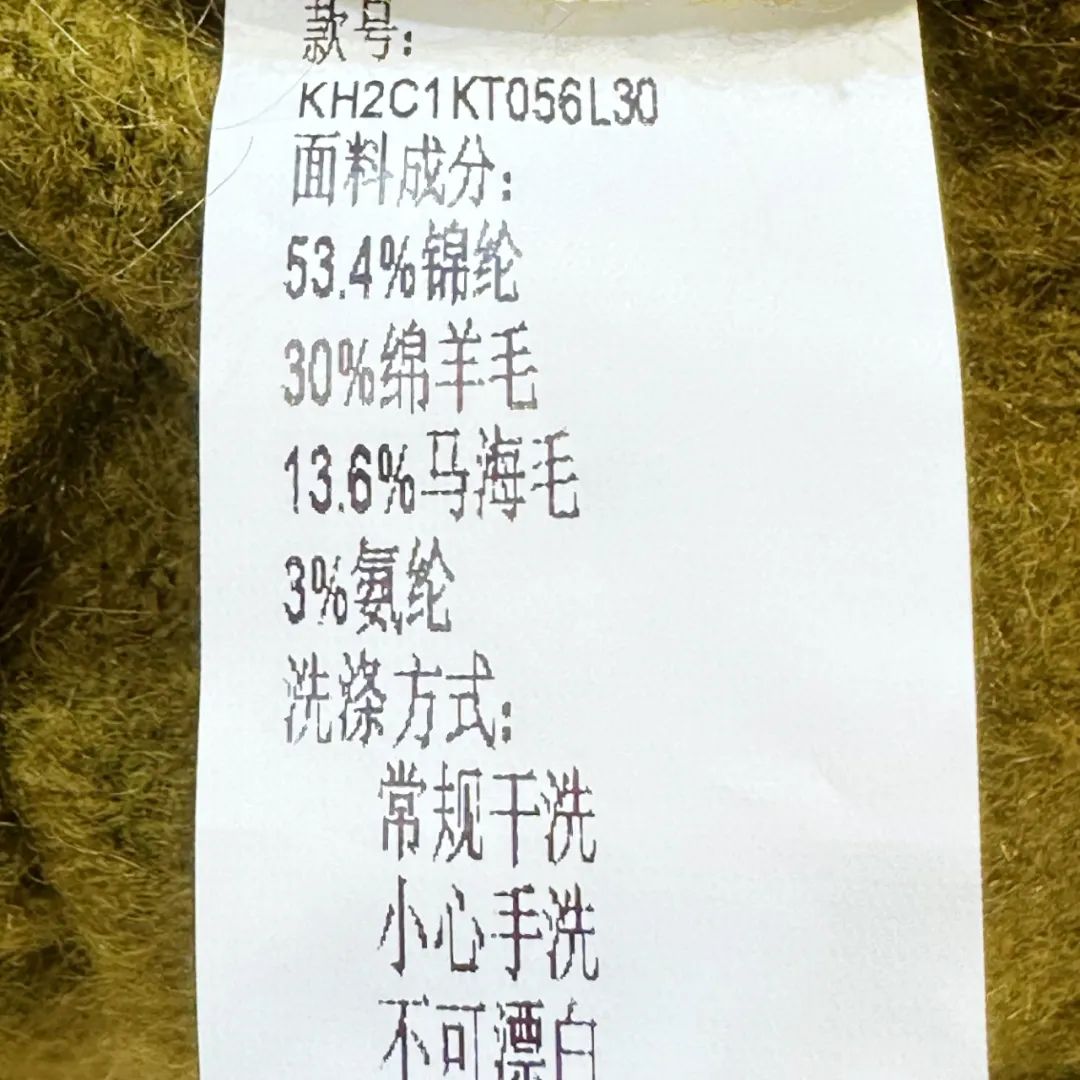 款号:
KH2C1KT056L30
面料成分:
53.4%锦纶
30%绵羊毛
13.6%马海毛
3%氨纶
洗涤方式:
常规干洗
小心手洗
不可漂白